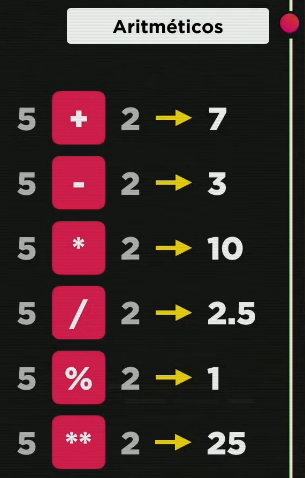 Aritméticos
5 + 2 → 7
5 - 2 → 3
5 * 2 → 10
5 / 2 → 2.5
5 % 2 → 1
5 ** 2 → 25